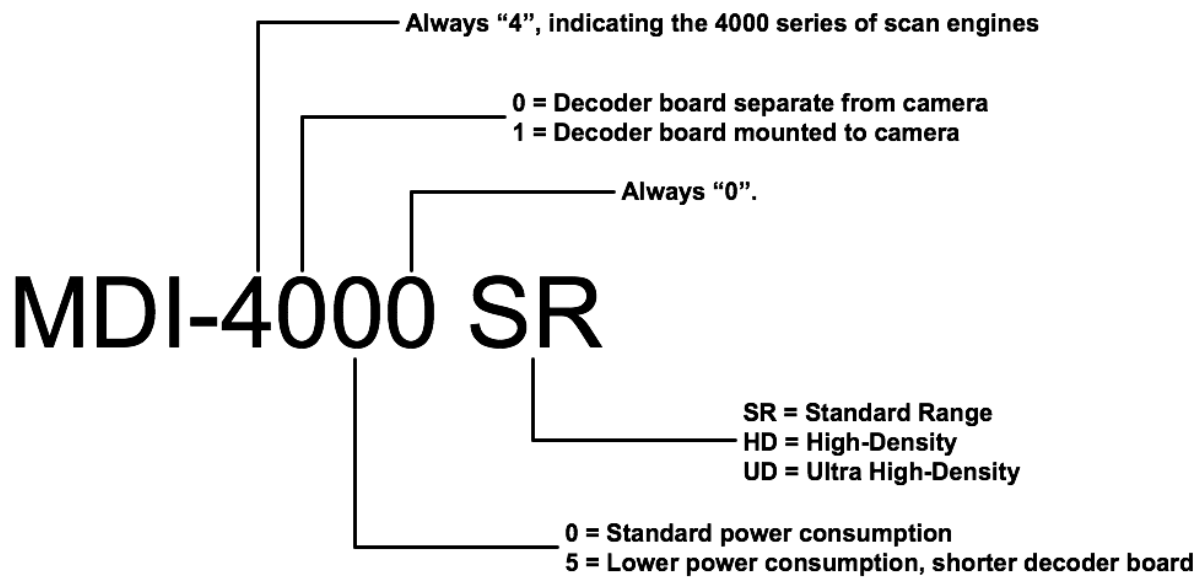 Always “4”, indicating the 4000 series of scan engines
0 = Decoder board separate from camera
1 = Decoder board mounted to camera
Always “0”.
MDI-4000 SR
SR = Standard Range
HD = High-Density
UD = Ultra High-Density
0 = Standard power consumption
5 = Lower power consumption, shorter decoder board